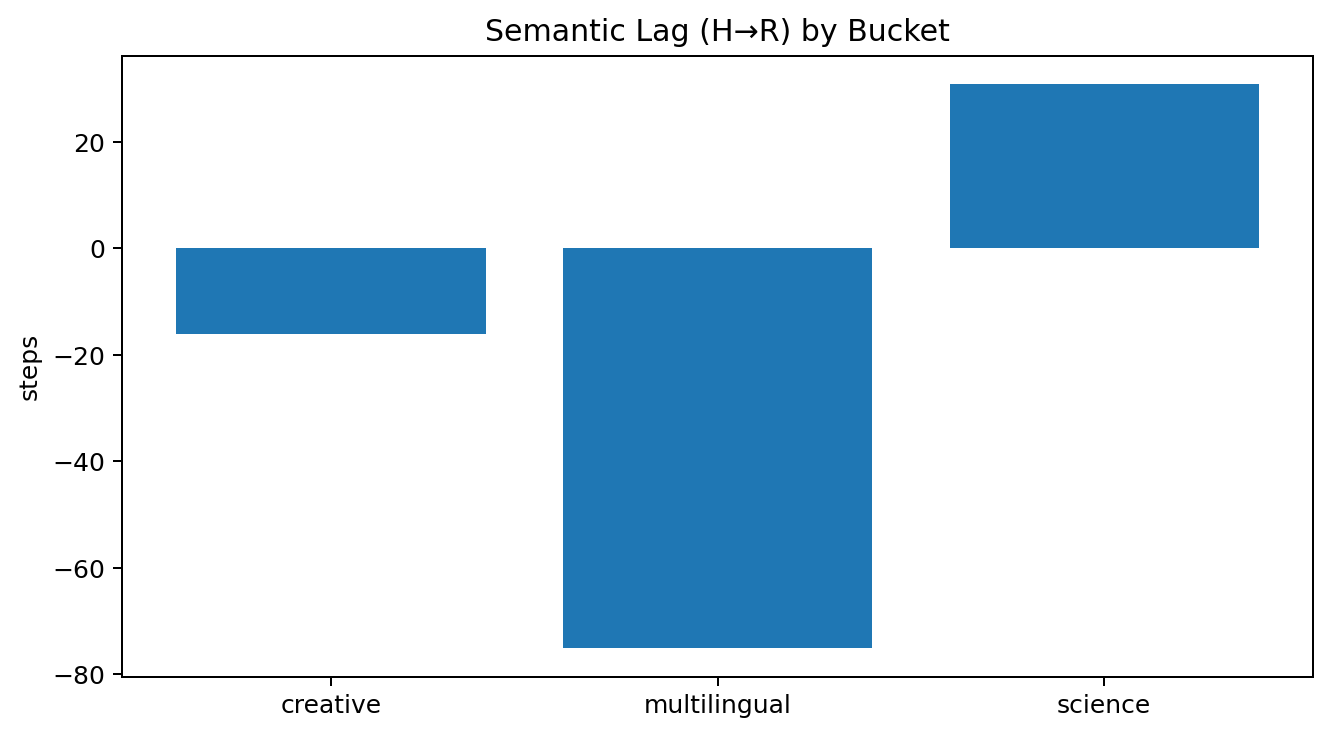 Semantic Lag (H→R) by Bucket
steps
20
0
−20
−40
−60
−80
creative
multilingual
science